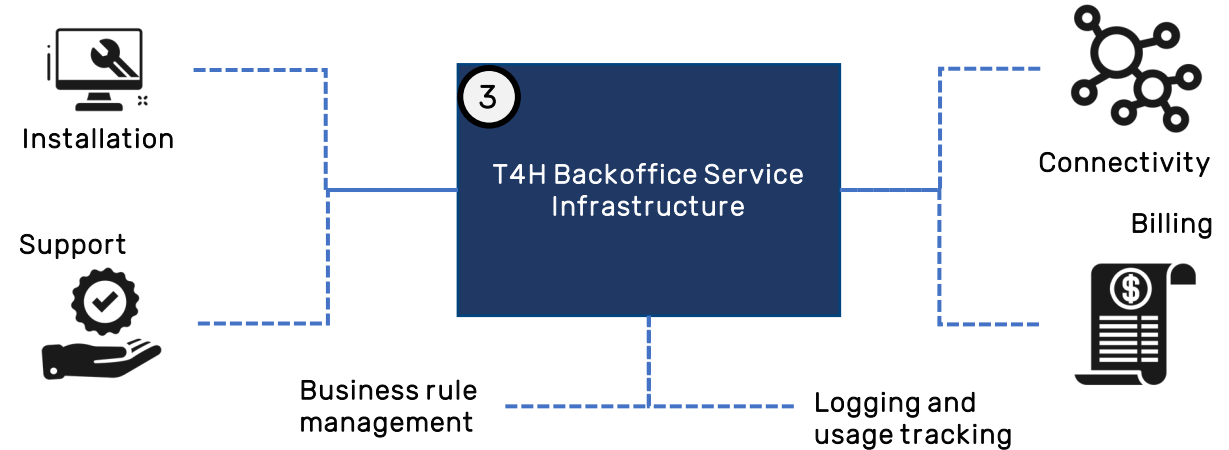 3
T4H Backoffice Service
Infrastructure
Installation
Support
Connectivity
Billing
$
Business rule
management
Logging and
usage tracking